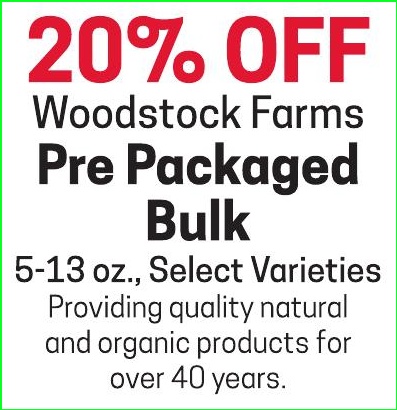 20% OFF
Woodstock Farms
Pre Packaged
Bulk
5-13 oz., Select Varieties
Providing quality natural
and organic products for
over 40 years.